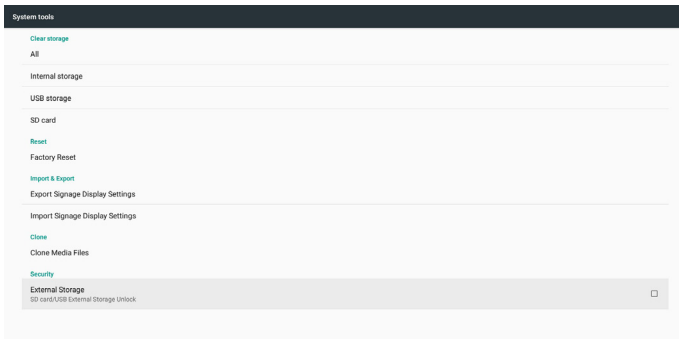 System tools
Clear storage
All
Internal storage
USB storage
SD card
Reset
Factory Reset
Import & Export
Export Signage Display Settings
Import Signage Display Settings
Clone
Clone Media Files
Security
External Storage
SD card/USB External Storage Unlock